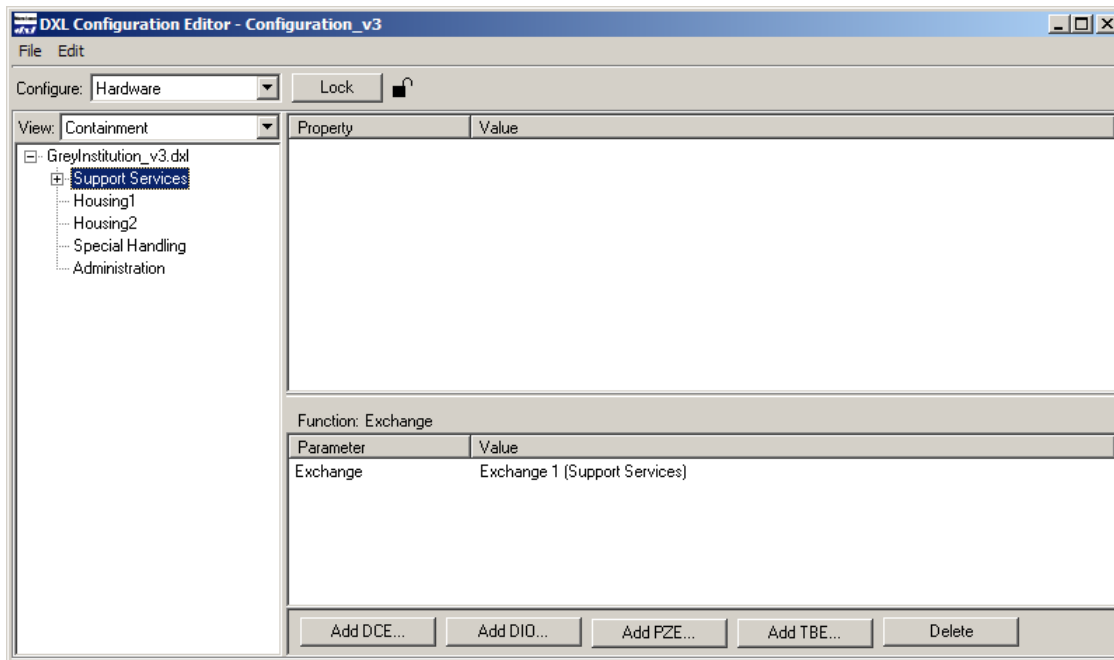 DXL Configuration Editor - Configuration_v3
File Edit
Configure: Hardware Lock
View: Containment
GreyInstitution_v3.dxl
Support Services
Housing1
Housing2
Special Handling
Administration
Property Value
Function: Exchange
Parameter Value
Exchange Exchange 1 (Support Services)
Add DCE... Add DIO... Add PZE... Add TBE... Delete